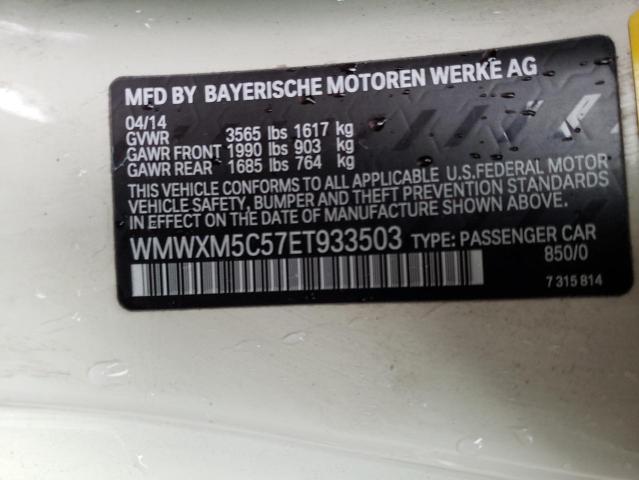 MFD BY BAYERISCHE MOTOREN WERKE AG
04/14
GVWR 3565 lbs 1617 kg
GAWR FRONT 1990 lbs 903 kg
GAWR REAR 1685 lbs 764 kg
THIS VEHICLE CONFORMS TO ALL APPLICABLE U.S.FEDERAL MOTOR
VEHICLE SAFETY, BUMPER, AND THEFT PREVENTION STANDARDS
IN EFFECT ON THE DATE OF MANUFACTURE SHOWN ABOVE.
WMWXM5C57ET933503 TYPE: PASSENGER CAR
850/0
7 315 814